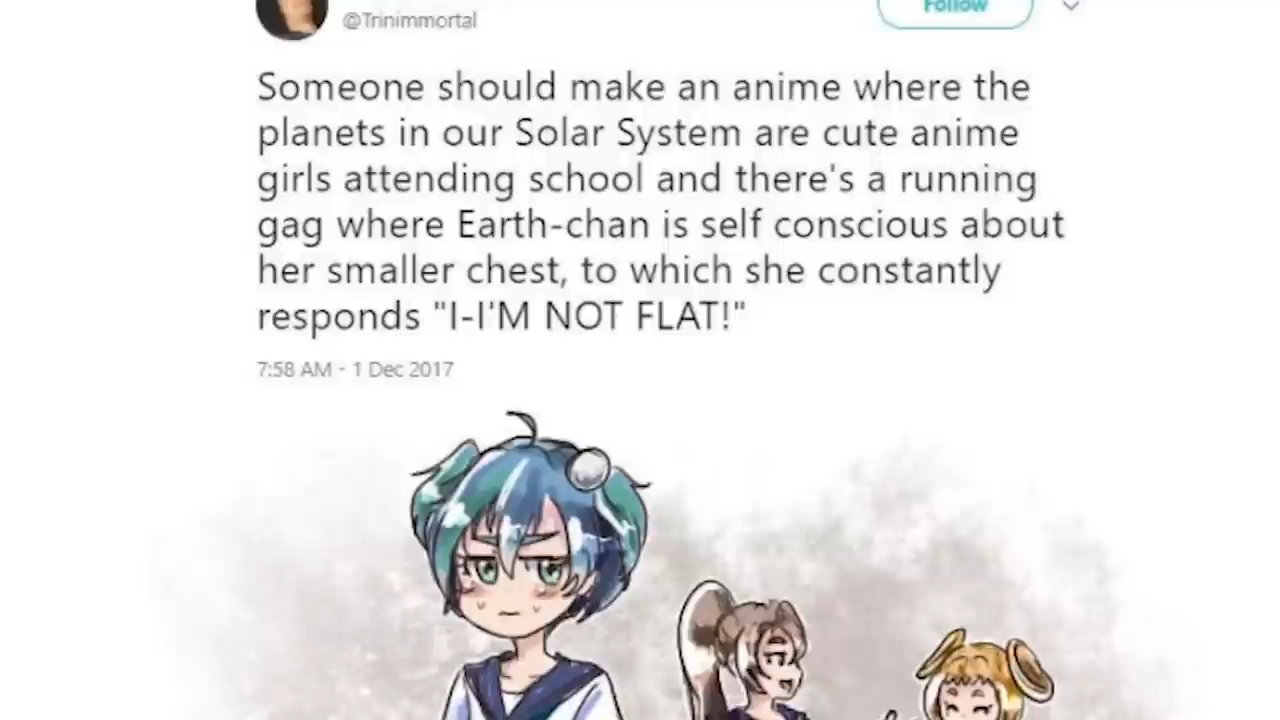 Follow
@Trinimmortal
Someone should make an anime where the
planets in our Solar System are cute anime
girls attending school and there's a running
gag where Earth-chan is self conscious about
her smaller chest, to which she constantly
responds "I-I'M NOT FLAT!"
7:58 AM - 1 Dec 2017